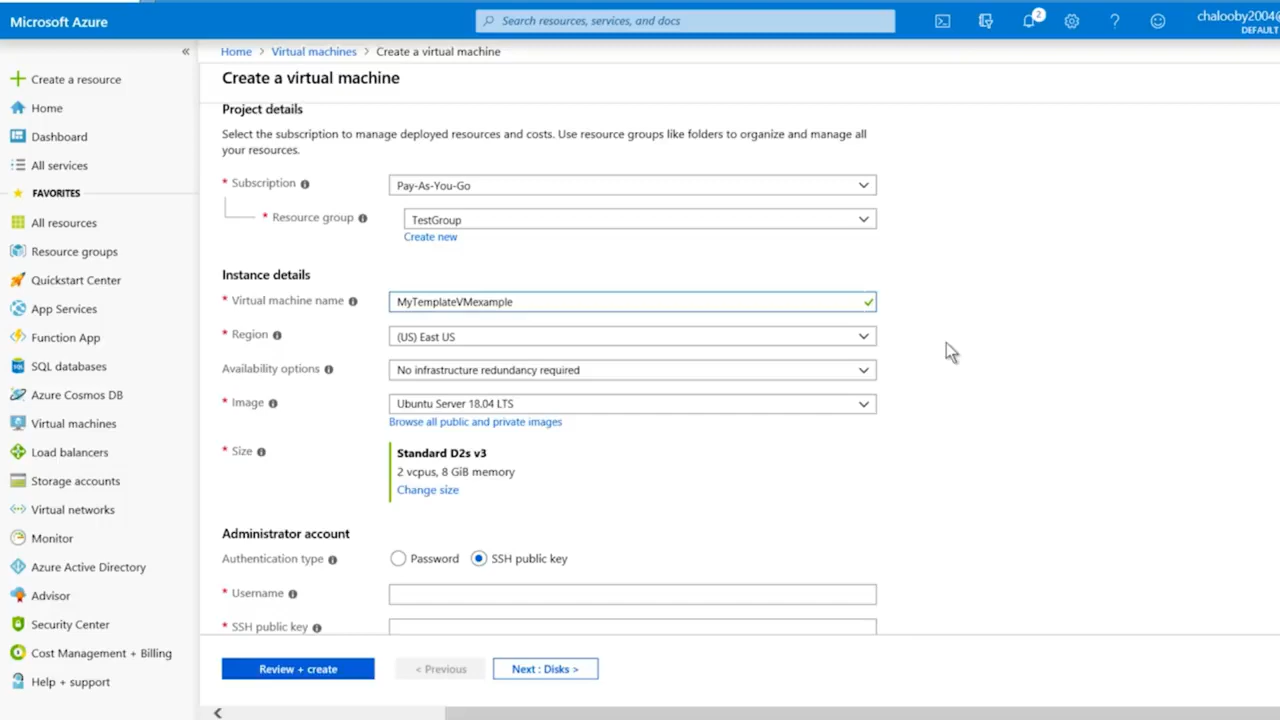 Microsoft Azure
Search resources, services, and docs
2
chalooby2004@
DEFAULT
«
Home > Virtual machines > Create a virtual machine
Create a virtual machine
Create a resource
Home
Dashboard
All services
FAVORITES
All resources
Resource groups
Quickstart Center
App Services
Function App
SQL databases
Azure Cosmos DB
Virtual machines
Load balancers
Storage accounts
Virtual networks
Monitor
Azure Active Directory
Advisor
Security Center
Cost Management + Billing
Help + support
Project details
Select the subscription to manage deployed resources and costs. Use resource groups like folders to organize and manage all
your resources.
* Subscription
Pay-As-You-Go
* Resource group
TestGroup
Create new
Instance details
* Virtual machine name
MyTemplateVMexample
* Region
(US) East US
Availability options
No infrastructure redundancy required
* Image
Ubuntu Server 18.04 LTS
Browse all public and private images
* Size
Standard D2s v3
2 vcpus, 8 GiB memory
Change size
Administrator account
Authentication type
Password
SSH public key
* Username
* SSH public key
Review + create
< Previous
Next : Disks >